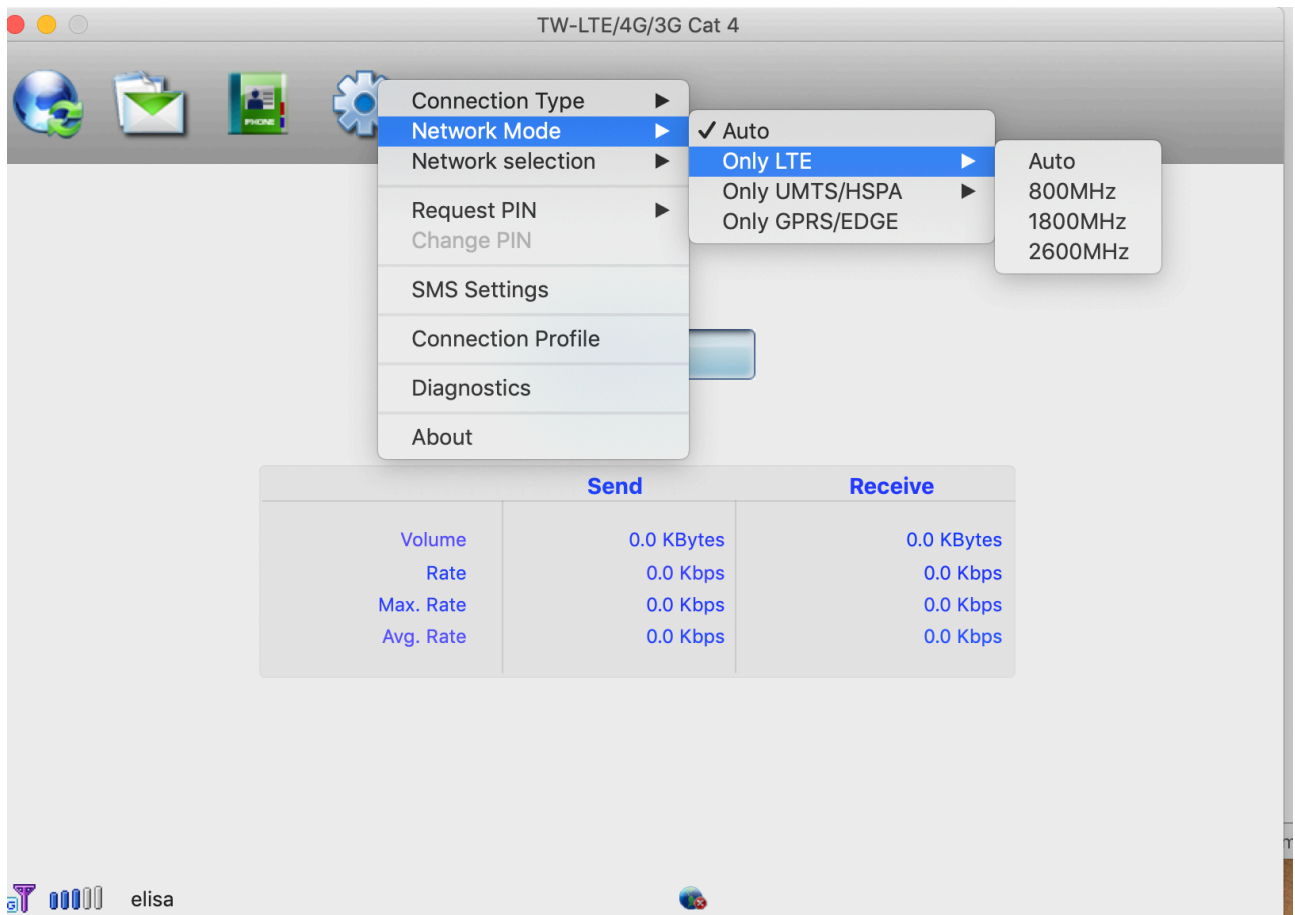 TW-LTE/4G/3G Cat 4
PHONE
Connection Type
Network Mode
Network selection
Request PIN
Change PIN
SMS Settings
Connection Profile
Diagnostics
About
✓ Auto
Only LTE
Only UMTS/HSPA
Only GPRS/EDGE
Auto
800MHz
1800MHz
2600MHz
Send Receive
Volume 0.0 KBytes 0.0 KBytes
Rate 0.0 Kbps 0.0 Kbps
Max. Rate 0.0 Kbps 0.0 Kbps
Avg. Rate 0.0 Kbps 0.0 Kbps
elisa